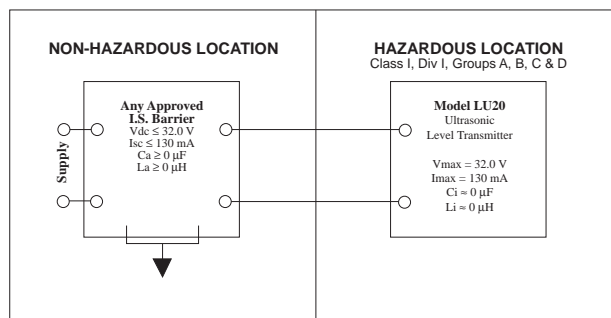 NON-HAZARDOUS LOCATION
Supply
Any Approved
I.S. Barrier
Vdc ≤ 32.0 V
Isc ≤ 130 mA
Ca ≥ 0 µF
La ≥ 0 µH
HAZARDOUS LOCATION
Class I, Div I, Groups A, B, C & D
Model LU20
Ultrasonic
Level Transmitter
Vmax = 32.0 V
Imax = 130 mA
Ci ≈ 0 µF
Li ≈ 0 µH